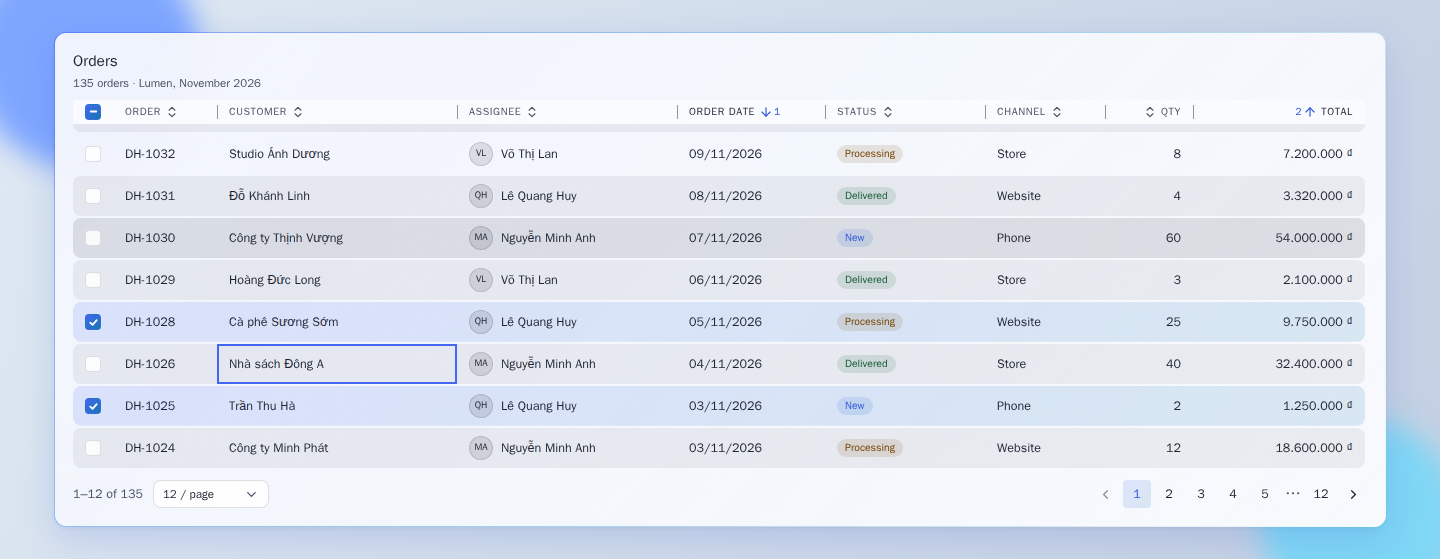 Orders
135 orders · Lumen, November 2026
ORDER CUSTOMER ASSIGNEE ORDER DATE 1 STATUS CHANNEL QTY 2 TOTAL
DH-1032 Studio Ánh Dương VL Võ Thị Lan 09/11/2026 Processing Store 8 7.200.000 ₫
DH-1031 Đỗ Khánh Linh QH Lê Quang Huy 08/11/2026 Delivered Website 4 3.320.000 ₫
DH-1030 Công ty Thịnh Vượng MA Nguyễn Minh Anh 07/11/2026 New Phone 60 54.000.000 ₫
DH-1029 Hoàng Đức Long VL Võ Thị Lan 06/11/2026 Delivered Store 3 2.100.000 ₫
DH-1028 Cà phê Sương Sớm QH Lê Quang Huy 05/11/2026 Processing Website 25 9.750.000 ₫
DH-1026 Nhà sách Đông A MA Nguyễn Minh Anh 04/11/2026 Delivered Store 40 32.400.000 ₫
DH-1025 Trần Thu Hà QH Lê Quang Huy 03/11/2026 New Phone 2 1.250.000 ₫
DH-1024 Công ty Minh Phát MA Nguyễn Minh Anh 03/11/2026 Processing Website 12 18.600.000 ₫
1–12 of 135 12 / page 1 2 3 4 5 ··· 12